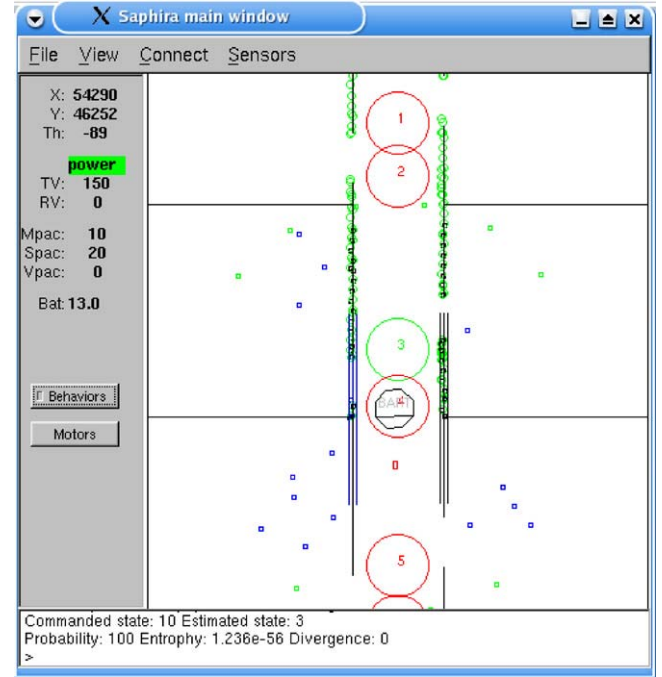 X Saphira main window
File View Connect Sensors
X: 54290
Y: 46252
Th: -89
power
TV: 150
RV: 0
Mpac: 10
Spac: 20
Vpac: 0
Bat: 13.0
Behaviors
Motors
1
2
3
4
BART
5
Commanded state: 10 Estimated state: 3
Probability: 100 Entrophy: 1.236e-56 Divergence: 0
>